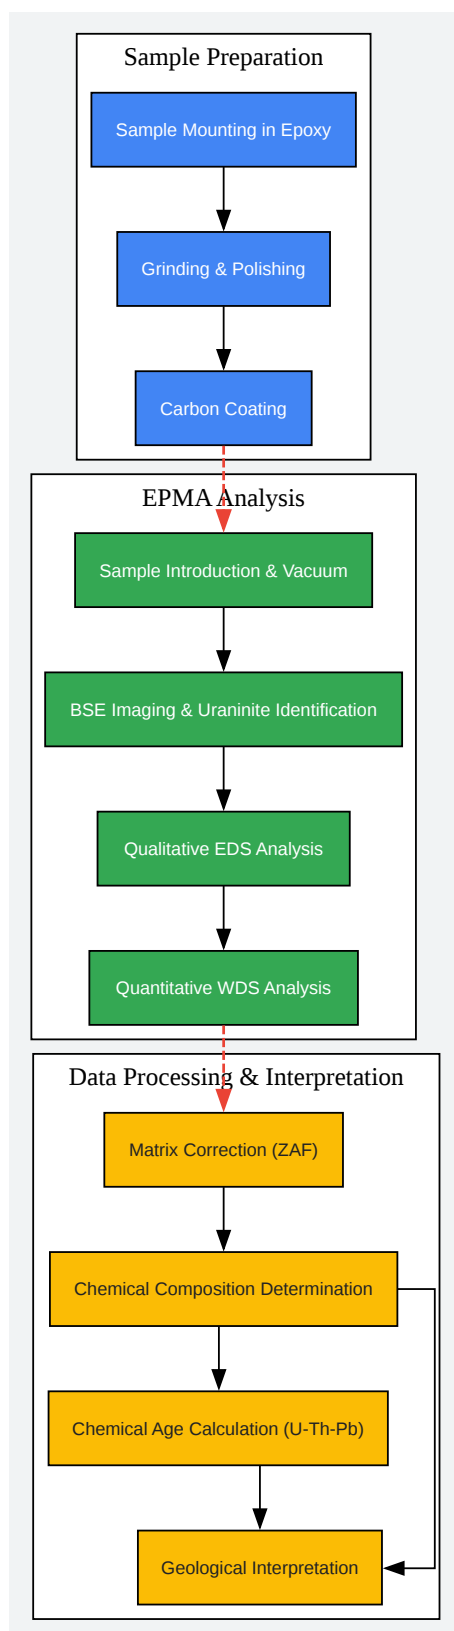 Sample Preparation
Sample Mounting in Epoxy
Grinding & Polishing
Carbon Coating
EPMA Analysis
Sample Introduction & Vacuum
BSE Imaging & Uraninite Identification
Qualitative EDS Analysis
Quantitative WDS Analysis
Data Processing & Interpretation
Matrix Correction (ZAF)
Chemical Composition Determination
Chemical Age Calculation (U-Th-Pb)
Geological Interpretation